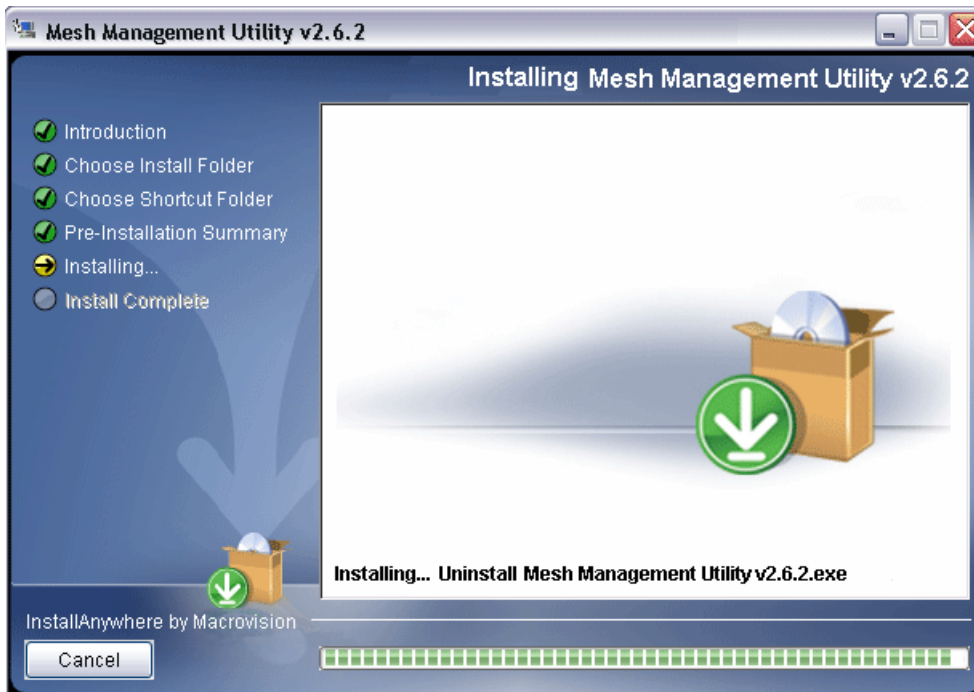 Mesh Management Utility v2.6.2
Installing Mesh Management Utility v2.6.2
Introduction
Choose Install Folder
Choose Shortcut Folder
Pre-Installation Summary
Installing...
Install Complete
Installing... Uninstall Mesh Management Utility v2.6.2.exe
InstallAnywhere by Macrovision
Cancel